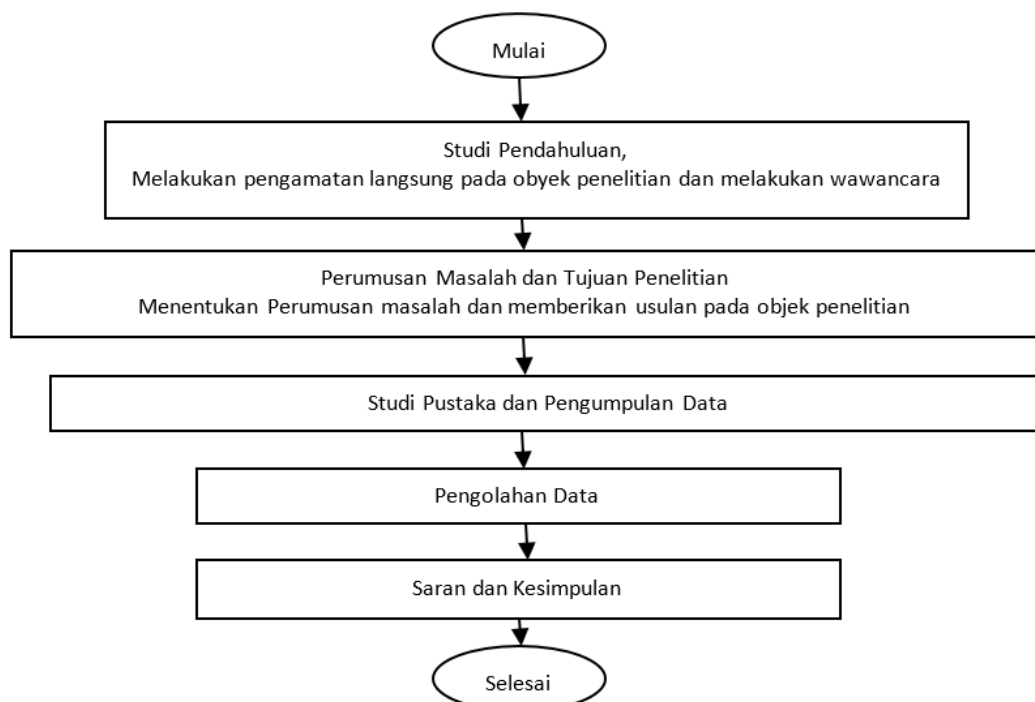 Mulai
Studi Pendahuluan,
Melakukan pengamatan langsung pada obyek penelitian dan melakukan wawancara
Perumusan Masalah dan Tujuan Penelitian
Menentukan Perumusan masalah dan memberikan usulan pada objek penelitian
Studi Pustaka dan Pengumpulan Data
Pengolahan Data
Saran dan Kesimpulan
Selesai